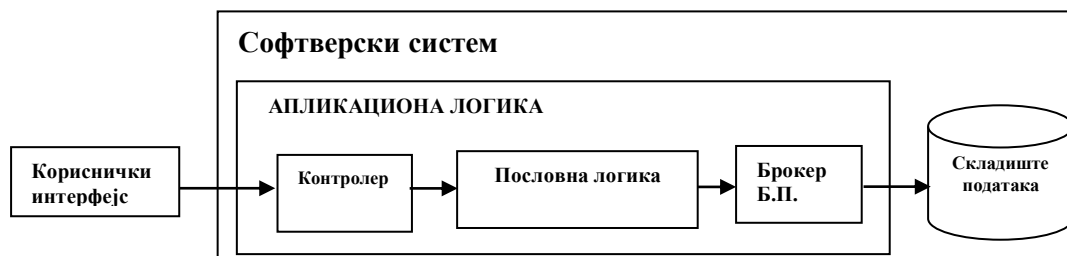 Софтверски систем
АПЛИКАЦИОНА ЛОГИКА
Кориснички
интерфејс
Контролер
Пословна логика
Брокер
Б.П.
Складиште
података